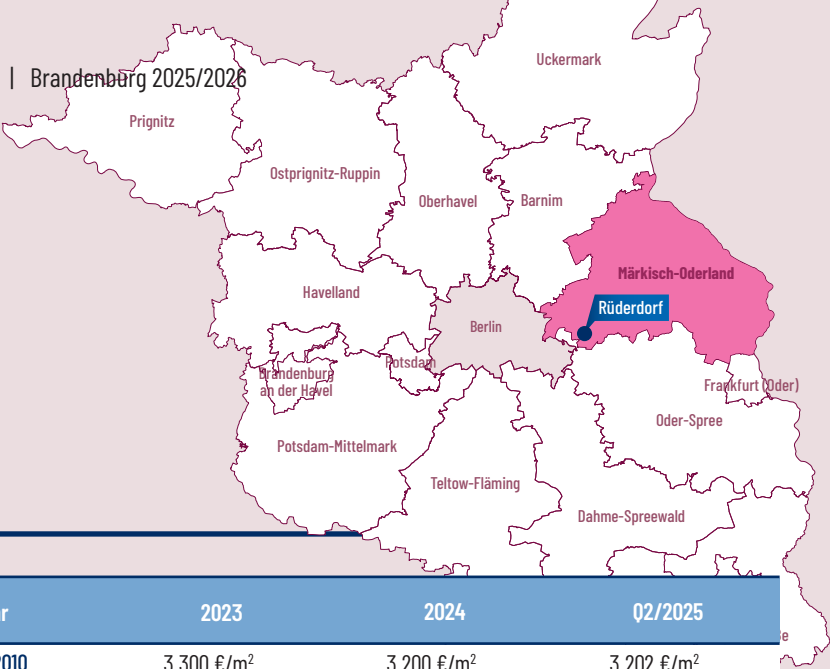 Uckermark
| Brandenburg 2025/2026
Prignitz
Ostprignitz-Ruppin
Oberhavel
Barnim
Märkisch-Oderland
Havelland
Rüderdorf
Berlin
Potsdam
Brandenburg
an der Havel
Frankfurt (Oder)
Oder-Spree
Potsdam-Mittelmark
Teltow-Fläming
Dahme-Spreewald
2023 2024 Q2/2025
3.300 €/m² 3.200 €/m² 3.202 €/m²